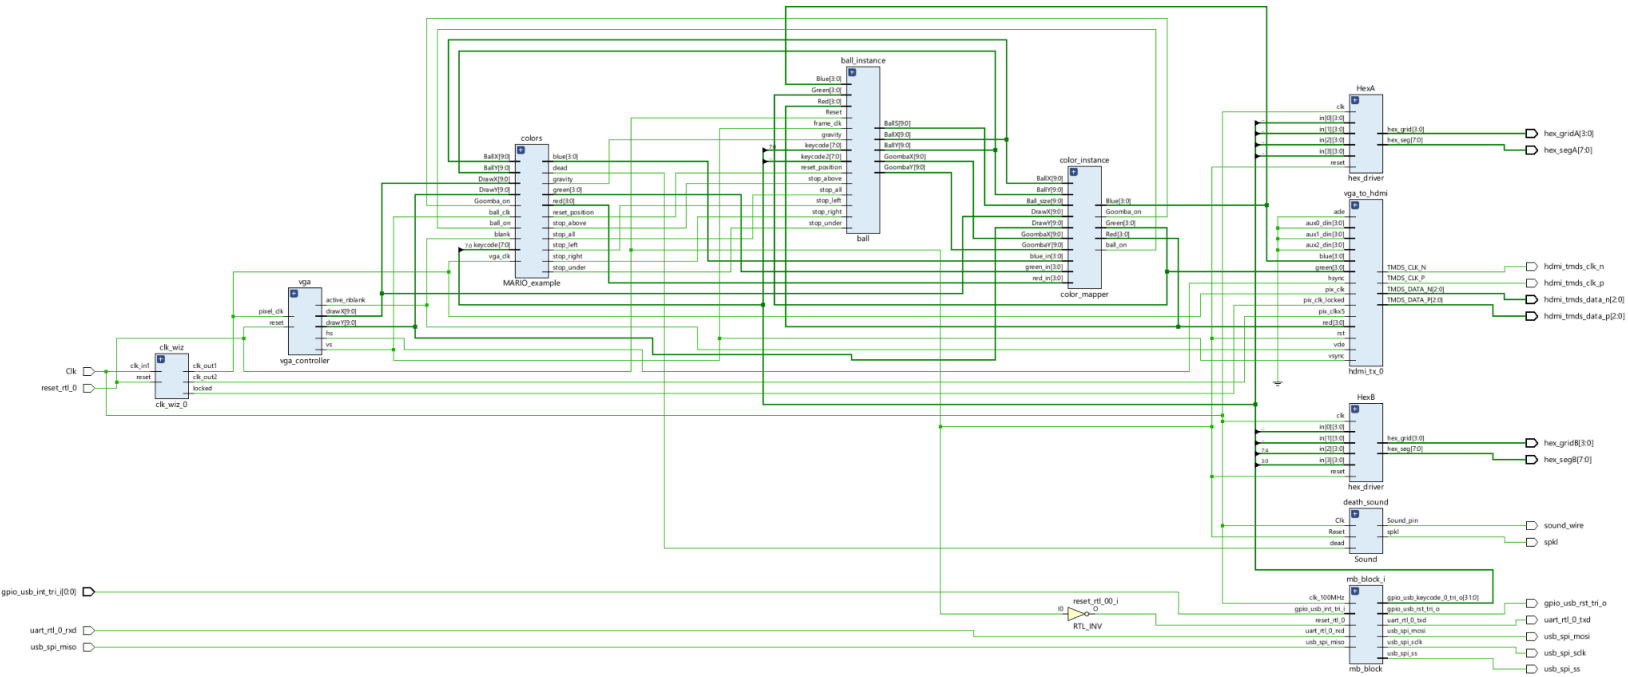 Clk
reset_rtl_0
gpio_usb_int_tri_i[0:0]
uart_rtl_0_rxd
usb_spi_miso
clk_wiz
clk_in1
reset
clk_out1
clk_out2
locked
clk_wiz_0
vga
pixel_clk
reset
active_nblank
drawX[9:0]
drawY[9:0]
hs
vs
vga_controller
colors
BallX[9:0]
BallY[9:0]
DrawX[9:0]
DrawY[9:0]
Goomba_on
ball_clk
ball_on
blank
7:0
keycode[7:0]
vga_clk
blue[3:0]
dead
gravity
green[3:0]
red[3:0]
reset_position
stop_above
stop_all
stop_left
stop_right
stop_under
MARIO_example
ball_instance
Blue[3:0]
Green[3:0]
Red[3:0]
Reset
frame_clk
gravity
keycode[7:0]
keycode2[7:0]
reset_position
stop_above
stop_all
stop_left
stop_right
stop_under
BallS[9:0]
BallX[9:0]
BallY[9:0]
GoombaX[9:0]
GoombaY[9:0]
ball
color_instance
BallX[9:0]
BallY[9:0]
Ball_size[9:0]
DrawX[9:0]
DrawY[9:0]
GoombaX[9:0]
GoombaY[9:0]
blue_in[3:0]
green_in[3:0]
red_in[3:0]
Blue[3:0]
Goomba_on
Green[3:0]
Red[3:0]
ball_on
color_mapper
reset_rtl_00_i
I0
O
RTL_INV
HexA
clk
in[0][3:0]
in[1][3:0]
in[2][3:0]
in[3][3:0]
reset
hex_grid[3:0]
hex_seg[7:0]
hex_driver
hex_gridA[3:0]
hex_segA[7:0]
vga_to_hdmi
ade
aux0_din[3:0]
aux1_din[3:0]
aux2_din[3:0]
blue[3:0]
green[3:0]
hsync
pix_clk
pix_clk_locked
pix_clkx5
red[3:0]
rst
vde
vsync
TMDS_CLK_N
TMDS_CLK_P
TMDS_DATA_N[2:0]
TMDS_DATA_P[2:0]
hdmi_tx_0
hdmi_tmds_clk_n
hdmi_tmds_clk_p
hdmi_tmds_data_n[2:0]
hdmi_tmds_data_p[2:0]
HexB
clk
in[0][3:0]
in[1][3:0]
7:4
in[2][3:0]
3:0
in[3][3:0]
reset
hex_grid[3:0]
hex_seg[7:0]
hex_driver
hex_gridB[3:0]
hex_segB[7:0]
death_sound
Clk
Reset
dead
Sound_pin
spkl
Sound
sound_wire
spkl
mb_block_i
clk_100MHz
gpio_usb_int_tri_i
reset_rtl_0
uart_rtl_0_rxd
usb_spi_miso
gpio_usb_keycode_0_tri_o[31:0]
gpio_usb_rst_tri_o
uart_rtl_0_txd
usb_spi_mosi
usb_spi_sclk
usb_spi_ss
mb_block
gpio_usb_rst_tri_o
uart_rtl_0_txd
usb_spi_mosi
usb_spi_sclk
usb_spi_ss